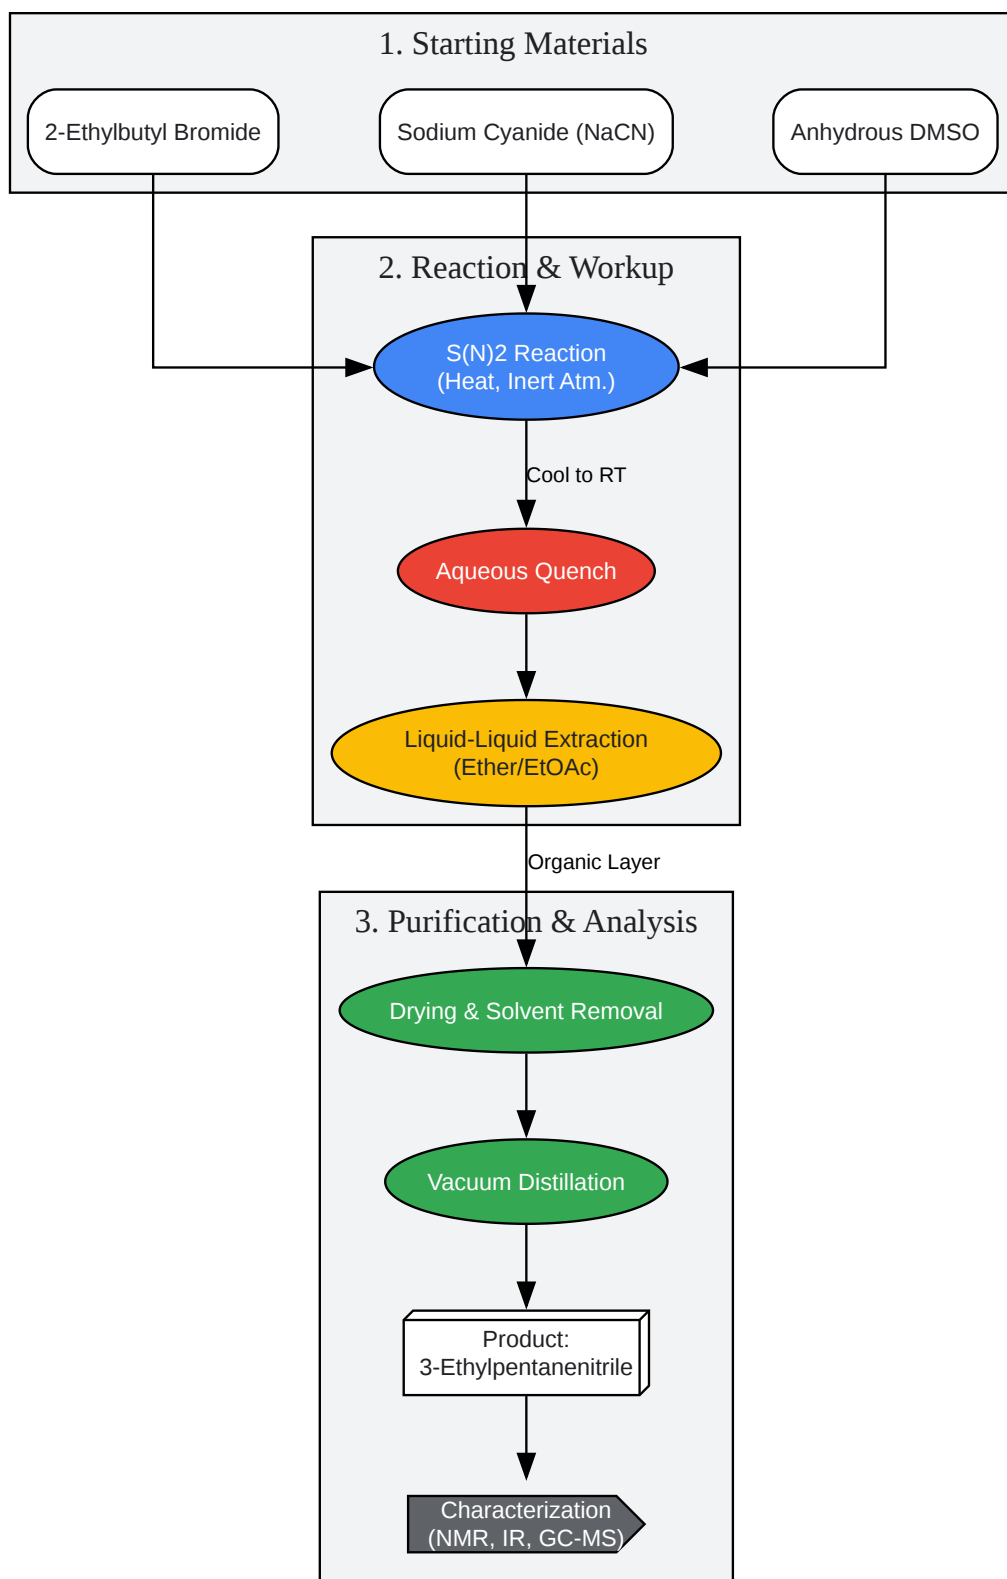 1. Starting Materials
2-Ethylbutyl Bromide
Sodium Cyanide (NaCN)
Anhydrous DMSO
2. Reaction & Workup
S(N)2 Reaction
(Heat, Inert Atm.)
Cool to RT
Aqueous Quench
Liquid-Liquid Extraction
(Ether/EtOAc)
Organic Layer
3. Purification & Analysis
Drying & Solvent Removal
Vacuum Distillation
Product:
3-Ethylpentanenitrile
Characterization
(NMR, IR, GC-MS)